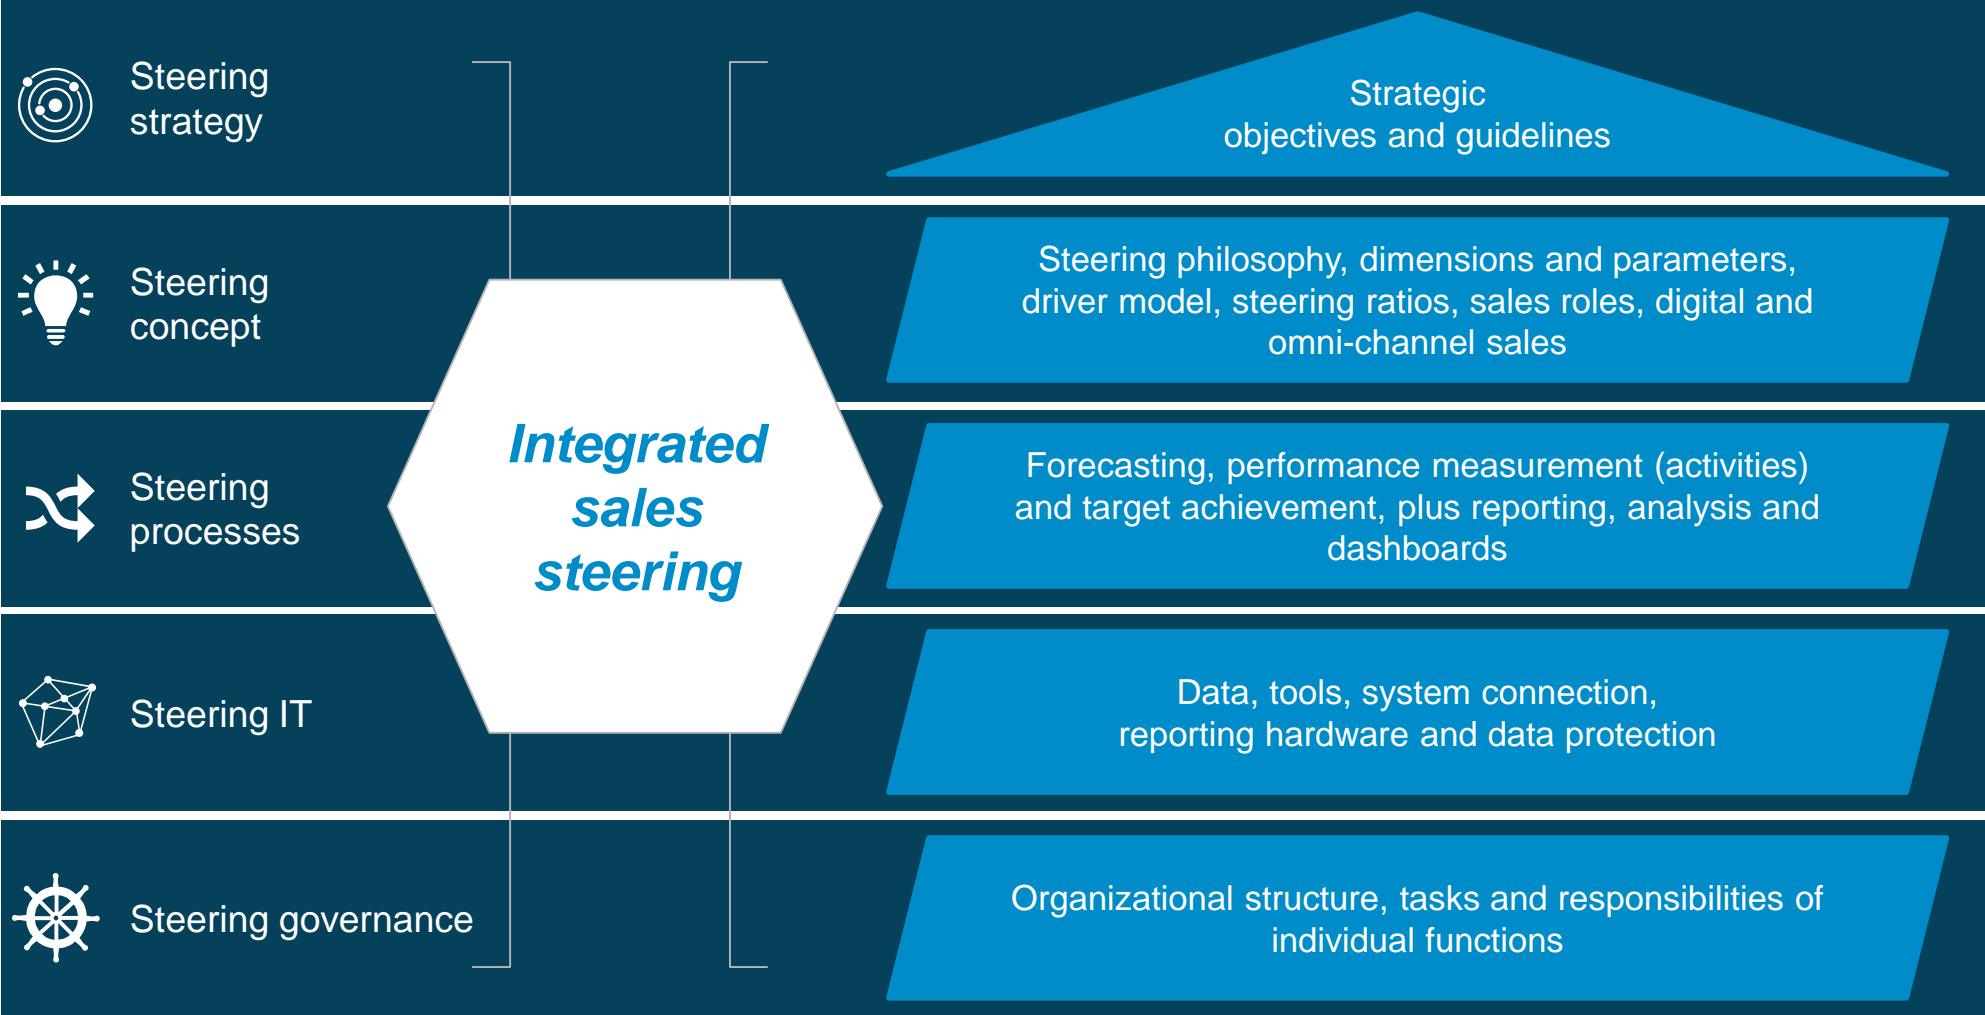 Steering
strategy
Strategic
objectives and guidelines
Steering
concept
Steering philosophy, dimensions and parameters,
driver model, steering ratios, sales roles, digital and
omni-channel sales
Integrated
sales
steering
Steering
processes
Forecasting, performance measurement (activities)
and target achievement, plus reporting, analysis and
dashboards
Steering IT
Data, tools, system connection,
reporting hardware and data protection
Steering governance
Organizational structure, tasks and responsibilities of
individual functions